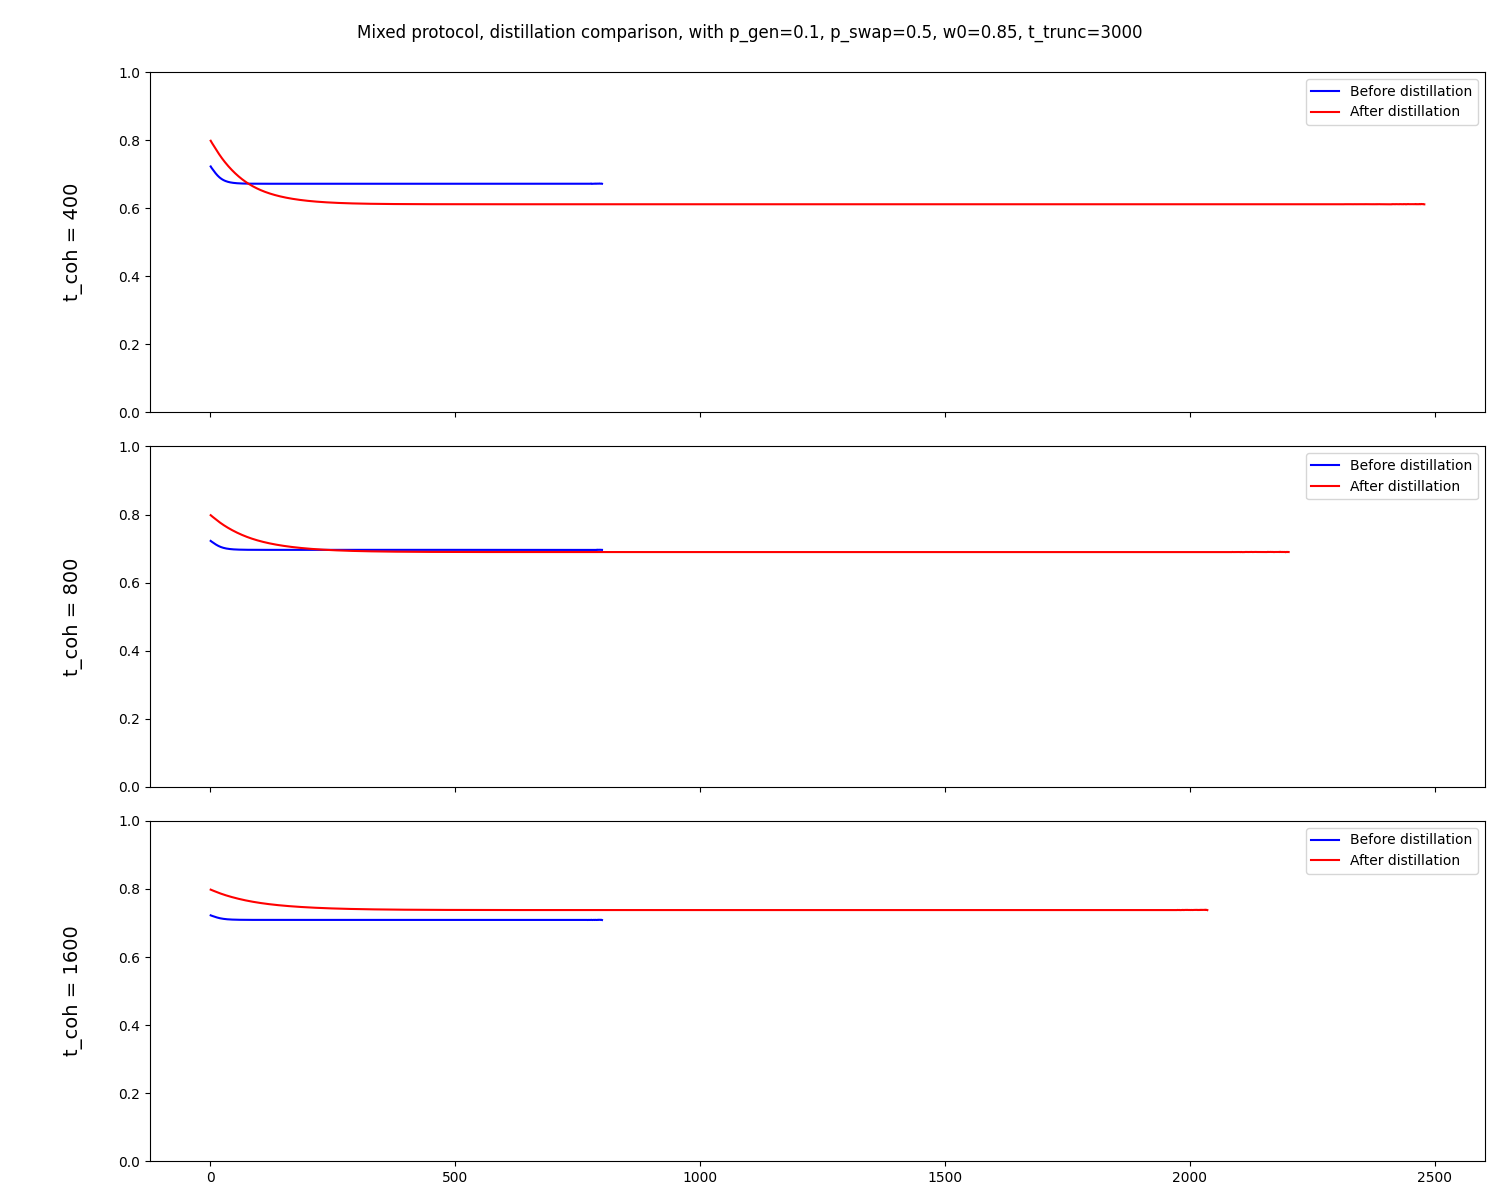 Mixed protocol, distillation comparison, with p_gen=0.1, p_swap=0.5, w0=0.85, t_trunc=3000
t_coh = 400
1.0
0.8
0.6
0.4
0.2
0.0
Before distillation
After distillation
t_coh = 800
1.0
0.8
0.6
0.4
0.2
0.0
Before distillation
After distillation
t_coh = 1600
1.0
0.8
0.6
0.4
0.2
0.0
Before distillation
After distillation
0 500 1000 1500 2000 2500